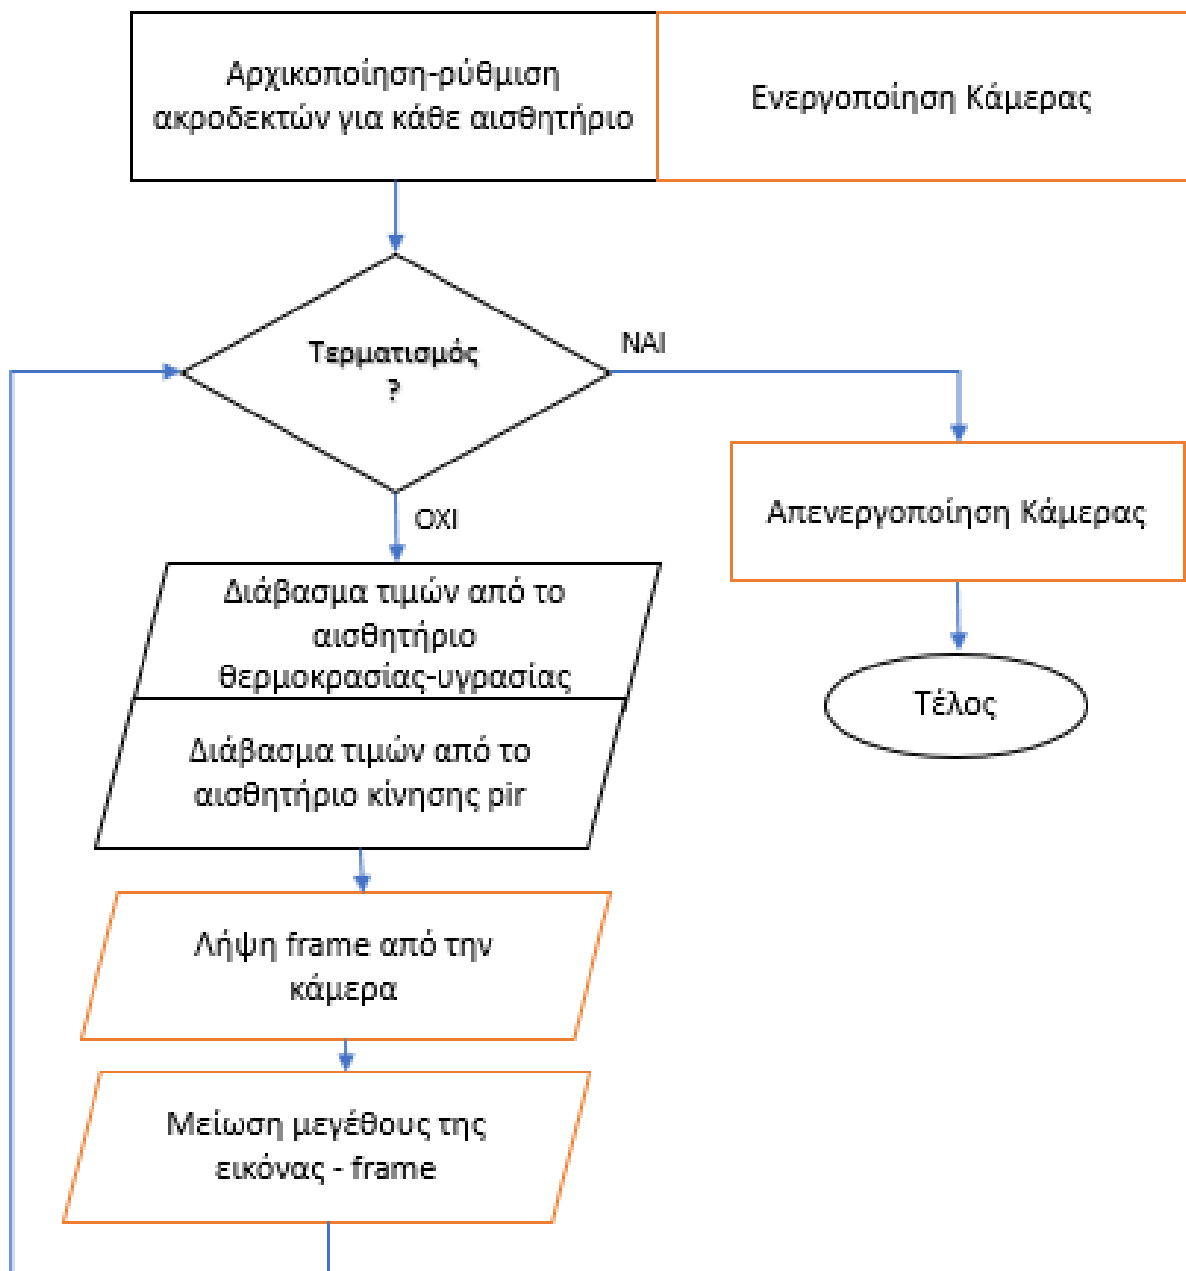 Αρχικοποίηση-ρύθμιση
ακροδεκτών για κάθε αισθητήριο
Ενεργοποίηση Κάμερας
Τερματισμός
?
ΝΑΙ
ΟΧΙ
Απενεργοποίηση Κάμερας
Τέλος
Διάβασμα τιμών από το
αισθητήριο
θερμοκρασίας-υγρασίας
Διάβασμα τιμών από το
αισθητήριο κίνησης pir
Λήψη frame από την
κάμερα
Μείωση μεγέθους της
εικόνας - frame